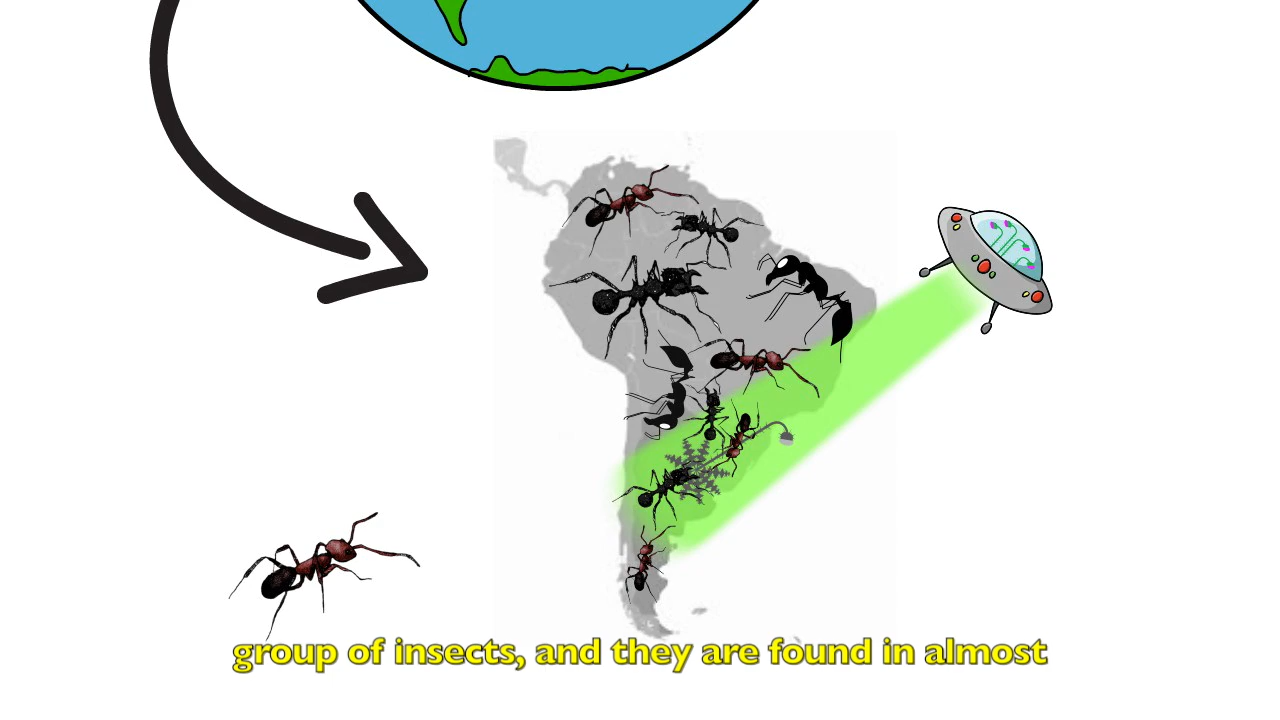 group of insects, and they are found in almost